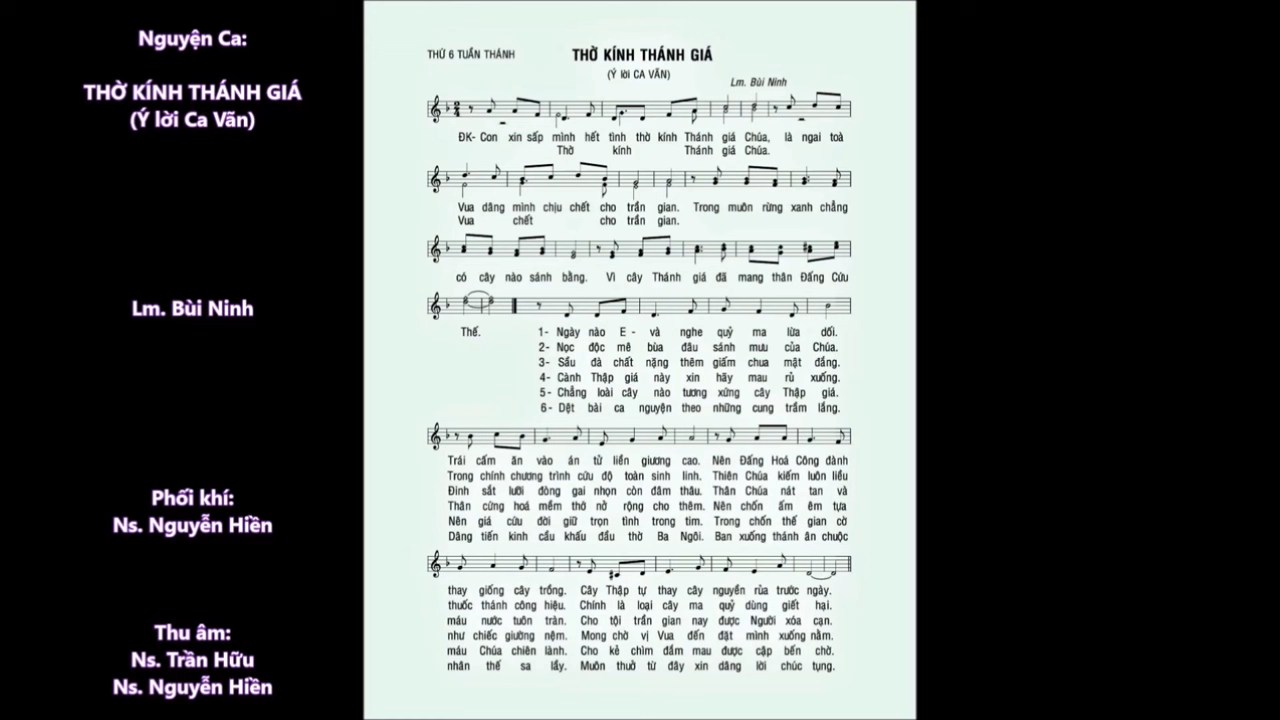 Nguyện Ca:
THỜ KÍNH THÁNH GIÁ
(Ý lời Ca Vãn)
Lm. Bùi Ninh
Phối khí:
Ns. Nguyễn Hiền
Thu âm:
Ns. Trần Hữu
Ns. Nguyễn Hiền
THỨ 6 TUẦN THÁNH
THỜ KÍNH THÁNH GIÁ
(Ý lời CA VÃN)
Lm. Bùi Ninh
ĐK- Con xin sấp mình hết tình thờ kính Thánh giá Chúa, là ngai toà
Thờ kính Thánh giá Chúa.
Vua dâng mình chịu chết cho trần gian. Trong muôn rừng xanh chẳng
Vua chết cho trần gian.
có cây nào sánh bằng. Vì cây Thánh giá đã mang thân Đấng Cứu
Thế. 1- Ngày nào E - và nghe quỷ ma lừa dối.
2- Nọc độc mê bùa đâu sánh mưu của Chúa.
3- Sầu đà chất nặng thêm giấm chua mật đắng.
4- Cành Thập giá này xin hãy mau rủ xuống.
5- Chẳng loài cây nào tương xứng cây Thập giá.
6- Dệt bài ca nguyện theo những cung trầm lắng.
Trái cấm ăn vào án tử liền giương cao. Nên Đấng Hoá Công đành
Trong chính chương trình cứu độ toàn sinh linh. Thiên Chúa kiếm luôn liều
Đinh sắt lưỡi đòng gai nhọn còn đâm thâu. Thân Chúa nát tan và
Thân cứng hoá mềm thớ nở rộng cho thêm. Nên chốn ấm êm tựa
Nên giá cứu đời giữ trọn tình trong tim. Trong chốn thế gian cờ
Dâng tiến kinh cầu khấu đầu thờ Ba Ngôi. Ban xuống thánh ân chuộc
thay giống cây trồng. Cây Thập tự thay cây nguyền rủa trước ngày.
thuốc thánh công hiệu. Chính là loại cây ma quỷ dùng giết hại.
máu nước tuôn tràn. Cho tội trần gian nay được Người xóa cạn.
như chiếc giường nệm. Mong chờ vị Vua đến đặt mình xuống nằm.
máu Chúa chiên lành. Cho kẻ chìm đắm mau được cập bến chờ.
nhân thế sa lầy. Muôn thuở từ đây xin dâng lời chúc tụng.